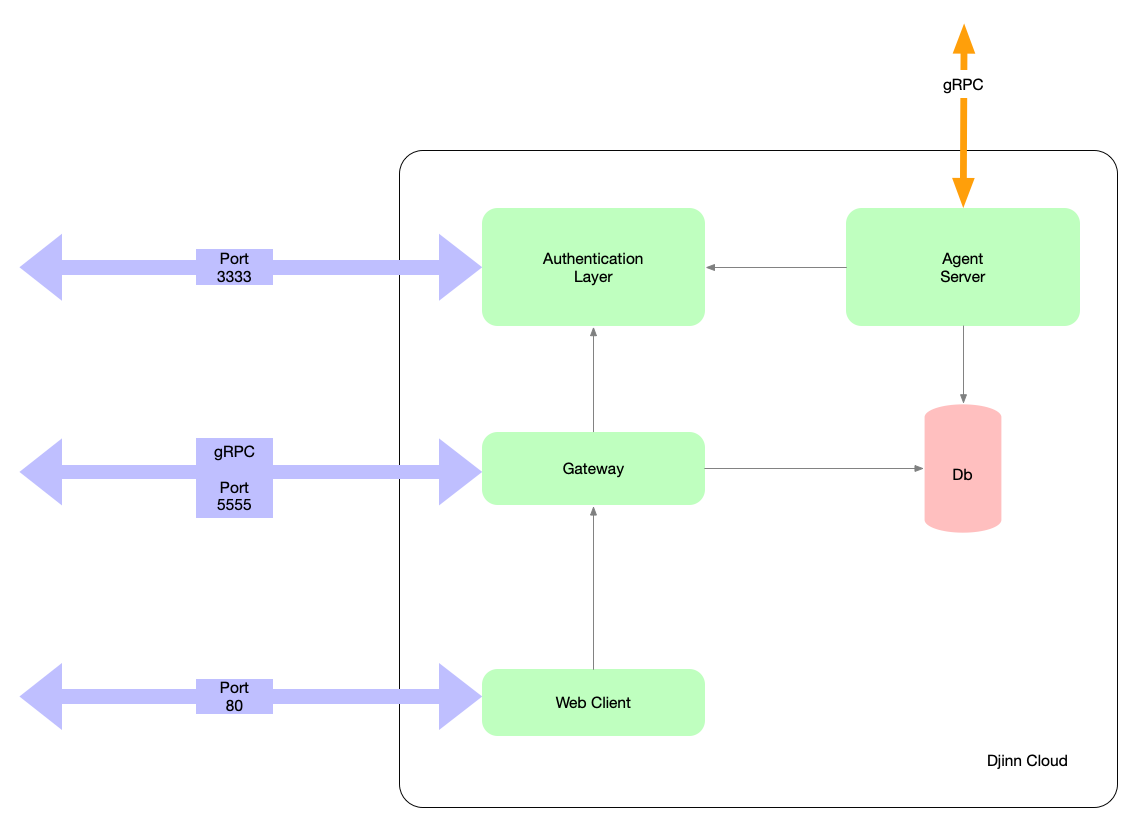 gRPC
Port
3333
Authentication
Layer
Agent
Server
gRPC
Port
5555
Gateway
Db
Port
80
Web Client
Djinn Cloud